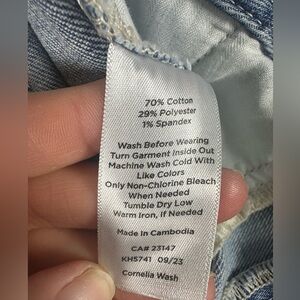 70% Cotton
29% Polyester
1% Spandex
Wash Before Wearing
Turn Garment Inside Out
Machine Wash Cold With
Like Colors
Only Non-Chlorine Bleach
When Needed
Tumble Dry Low
Warm Iron, If Needed
Made In Cambodia
CA# 23147
KH5741 09/23
Cornelia Wash